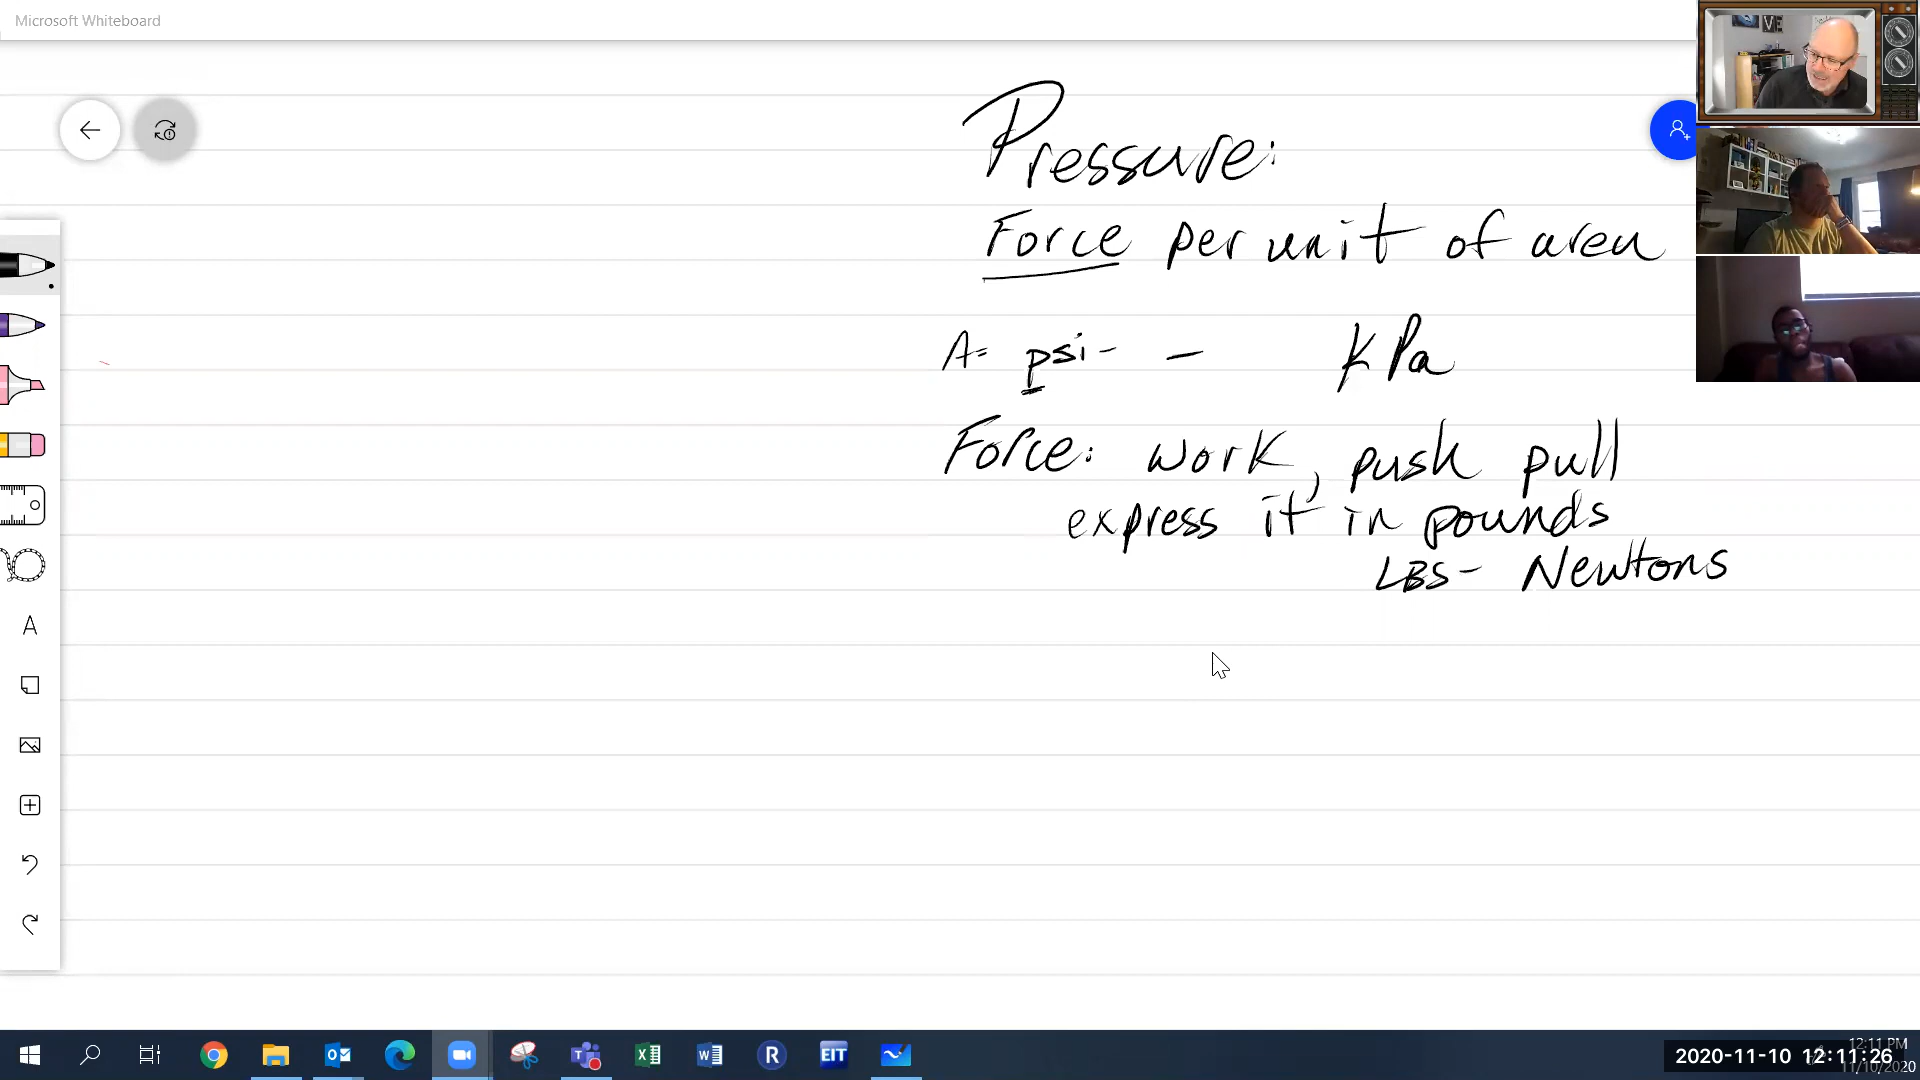 Microsoft Whiteboard
Pressure:
Force per unit of area
A= psi- - KPa
Force: work, push pull
express it in pounds
LBS- Newtons
A
R
EIT
2020-11-10 12:11:26
12:11 PM
11/10/2020